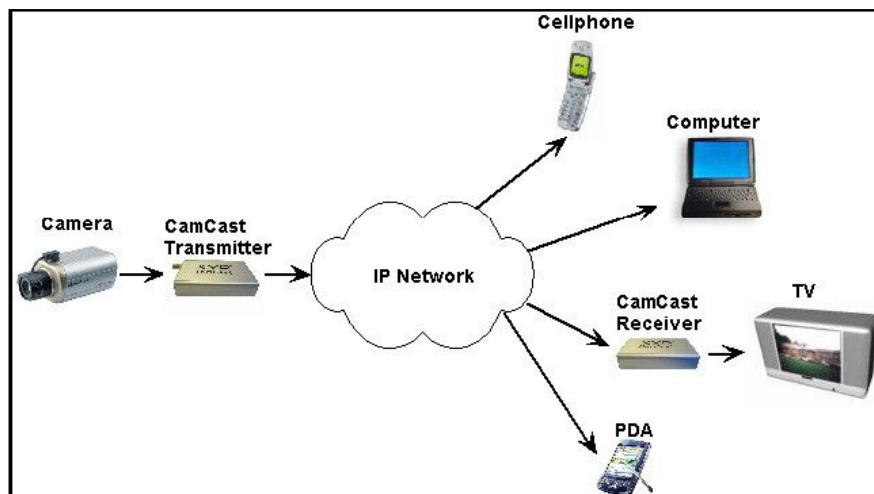 Cellphone
Computer
Camera
CamCast
Transmitter
IP Network
CamCast
Receiver
TV
PDA